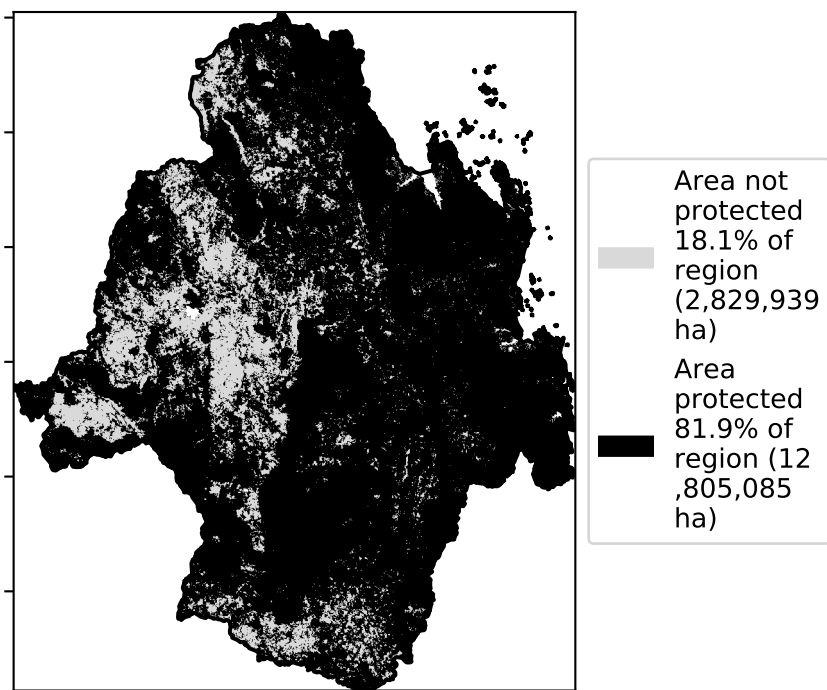 Area not
protected
18.1% of
region
(2,829,939
ha)
Area
protected
81.9% of
region (12
,805,085
ha)